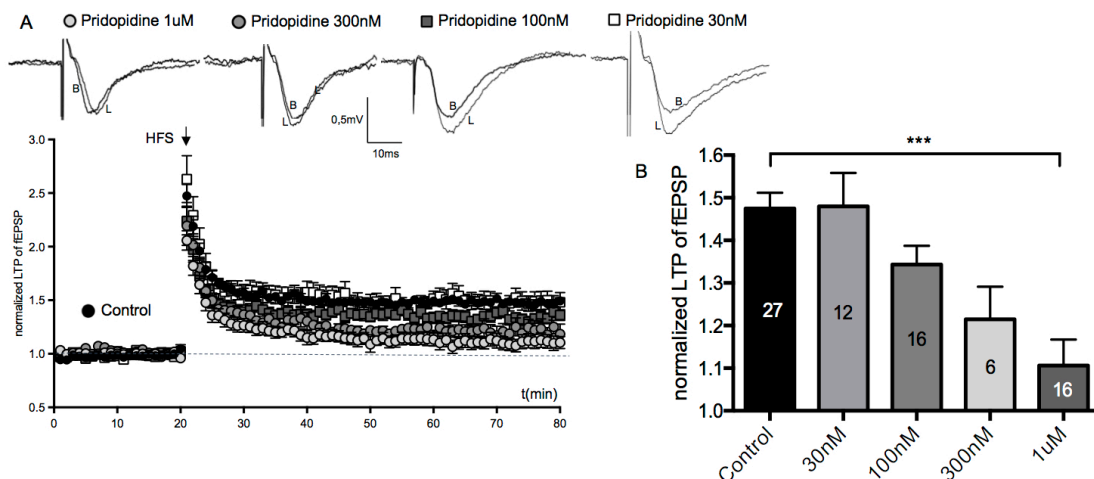 A
Pridopidine 1uM Pridopidine 300nM Pridopidine 100nM Pridopidine 30nM
B L
B L L
B L
B L
0,5mV
10ms
HFS
normalized LTP of fEPSP
3.0
2.5
2.0
1.5
1.0
0.5
Control
t(min)
0 10 20 30 40 50 60 70 80
B
***
normalized LTP of fEPSP
1.6
1.5
1.4
1.2
1.1
1.0
27 12 16 6 16
Control 30nM 100nM 300nM 1uM